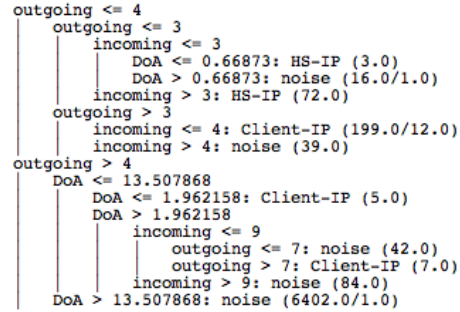 outgoing <= 4
|   outgoing <= 3
|   |   incoming <= 3
|   |   |   DoA <= 0.66873: HS-IP (3.0)
|   |   |   DoA > 0.66873: noise (16.0/1.0)
|   |   incoming > 3: HS-IP (72.0)
|   outgoing > 3
|   |   incoming <= 4: Client-IP (199.0/12.0)
|   |   incoming > 4: noise (39.0)
outgoing > 4
|   DoA <= 13.507868
|   |   DoA <= 1.962158: Client-IP (5.0)
|   |   DoA > 1.962158
|   |   |   incoming <= 9
|   |   |   |   outgoing <= 7: noise (42.0)
|   |   |   |   outgoing > 7: Client-IP (7.0)
|   |   |   incoming > 9: noise (84.0)
|   DoA > 13.507868: noise (6402.0/1.0)